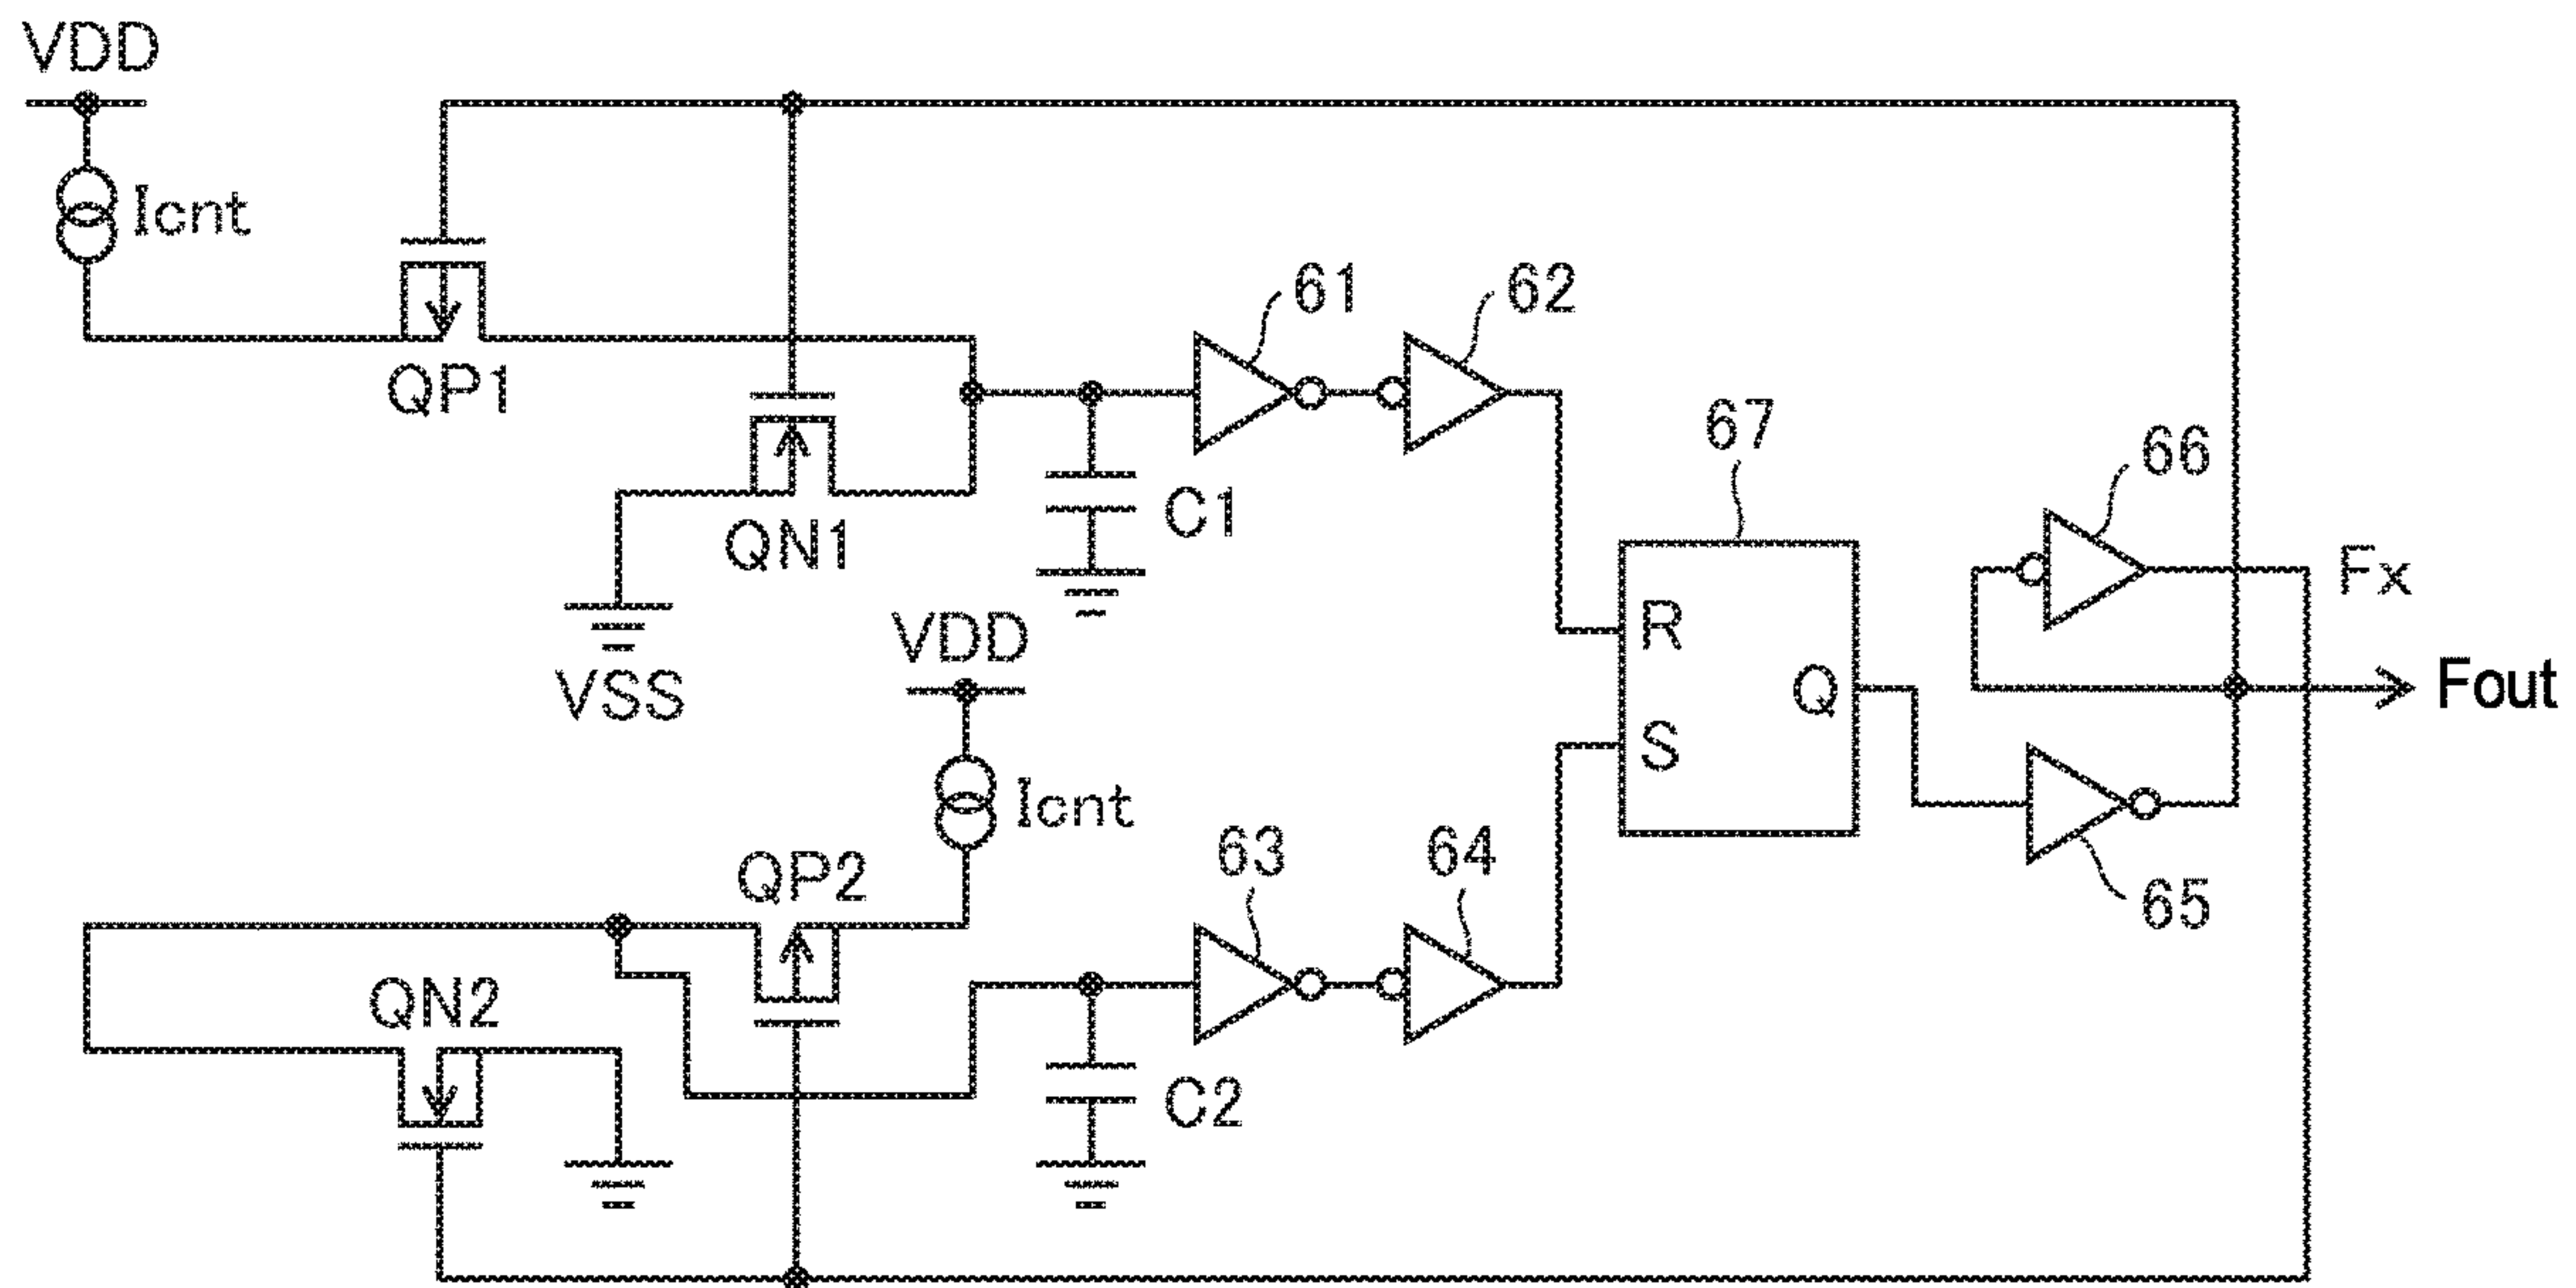 VDD
Icnt
QP1
61
62
67
66
QN1
C1
Fx
VSS
VDD
R
Q
S
Fout
Icnt
QP2
63
64
65
QN2
C2